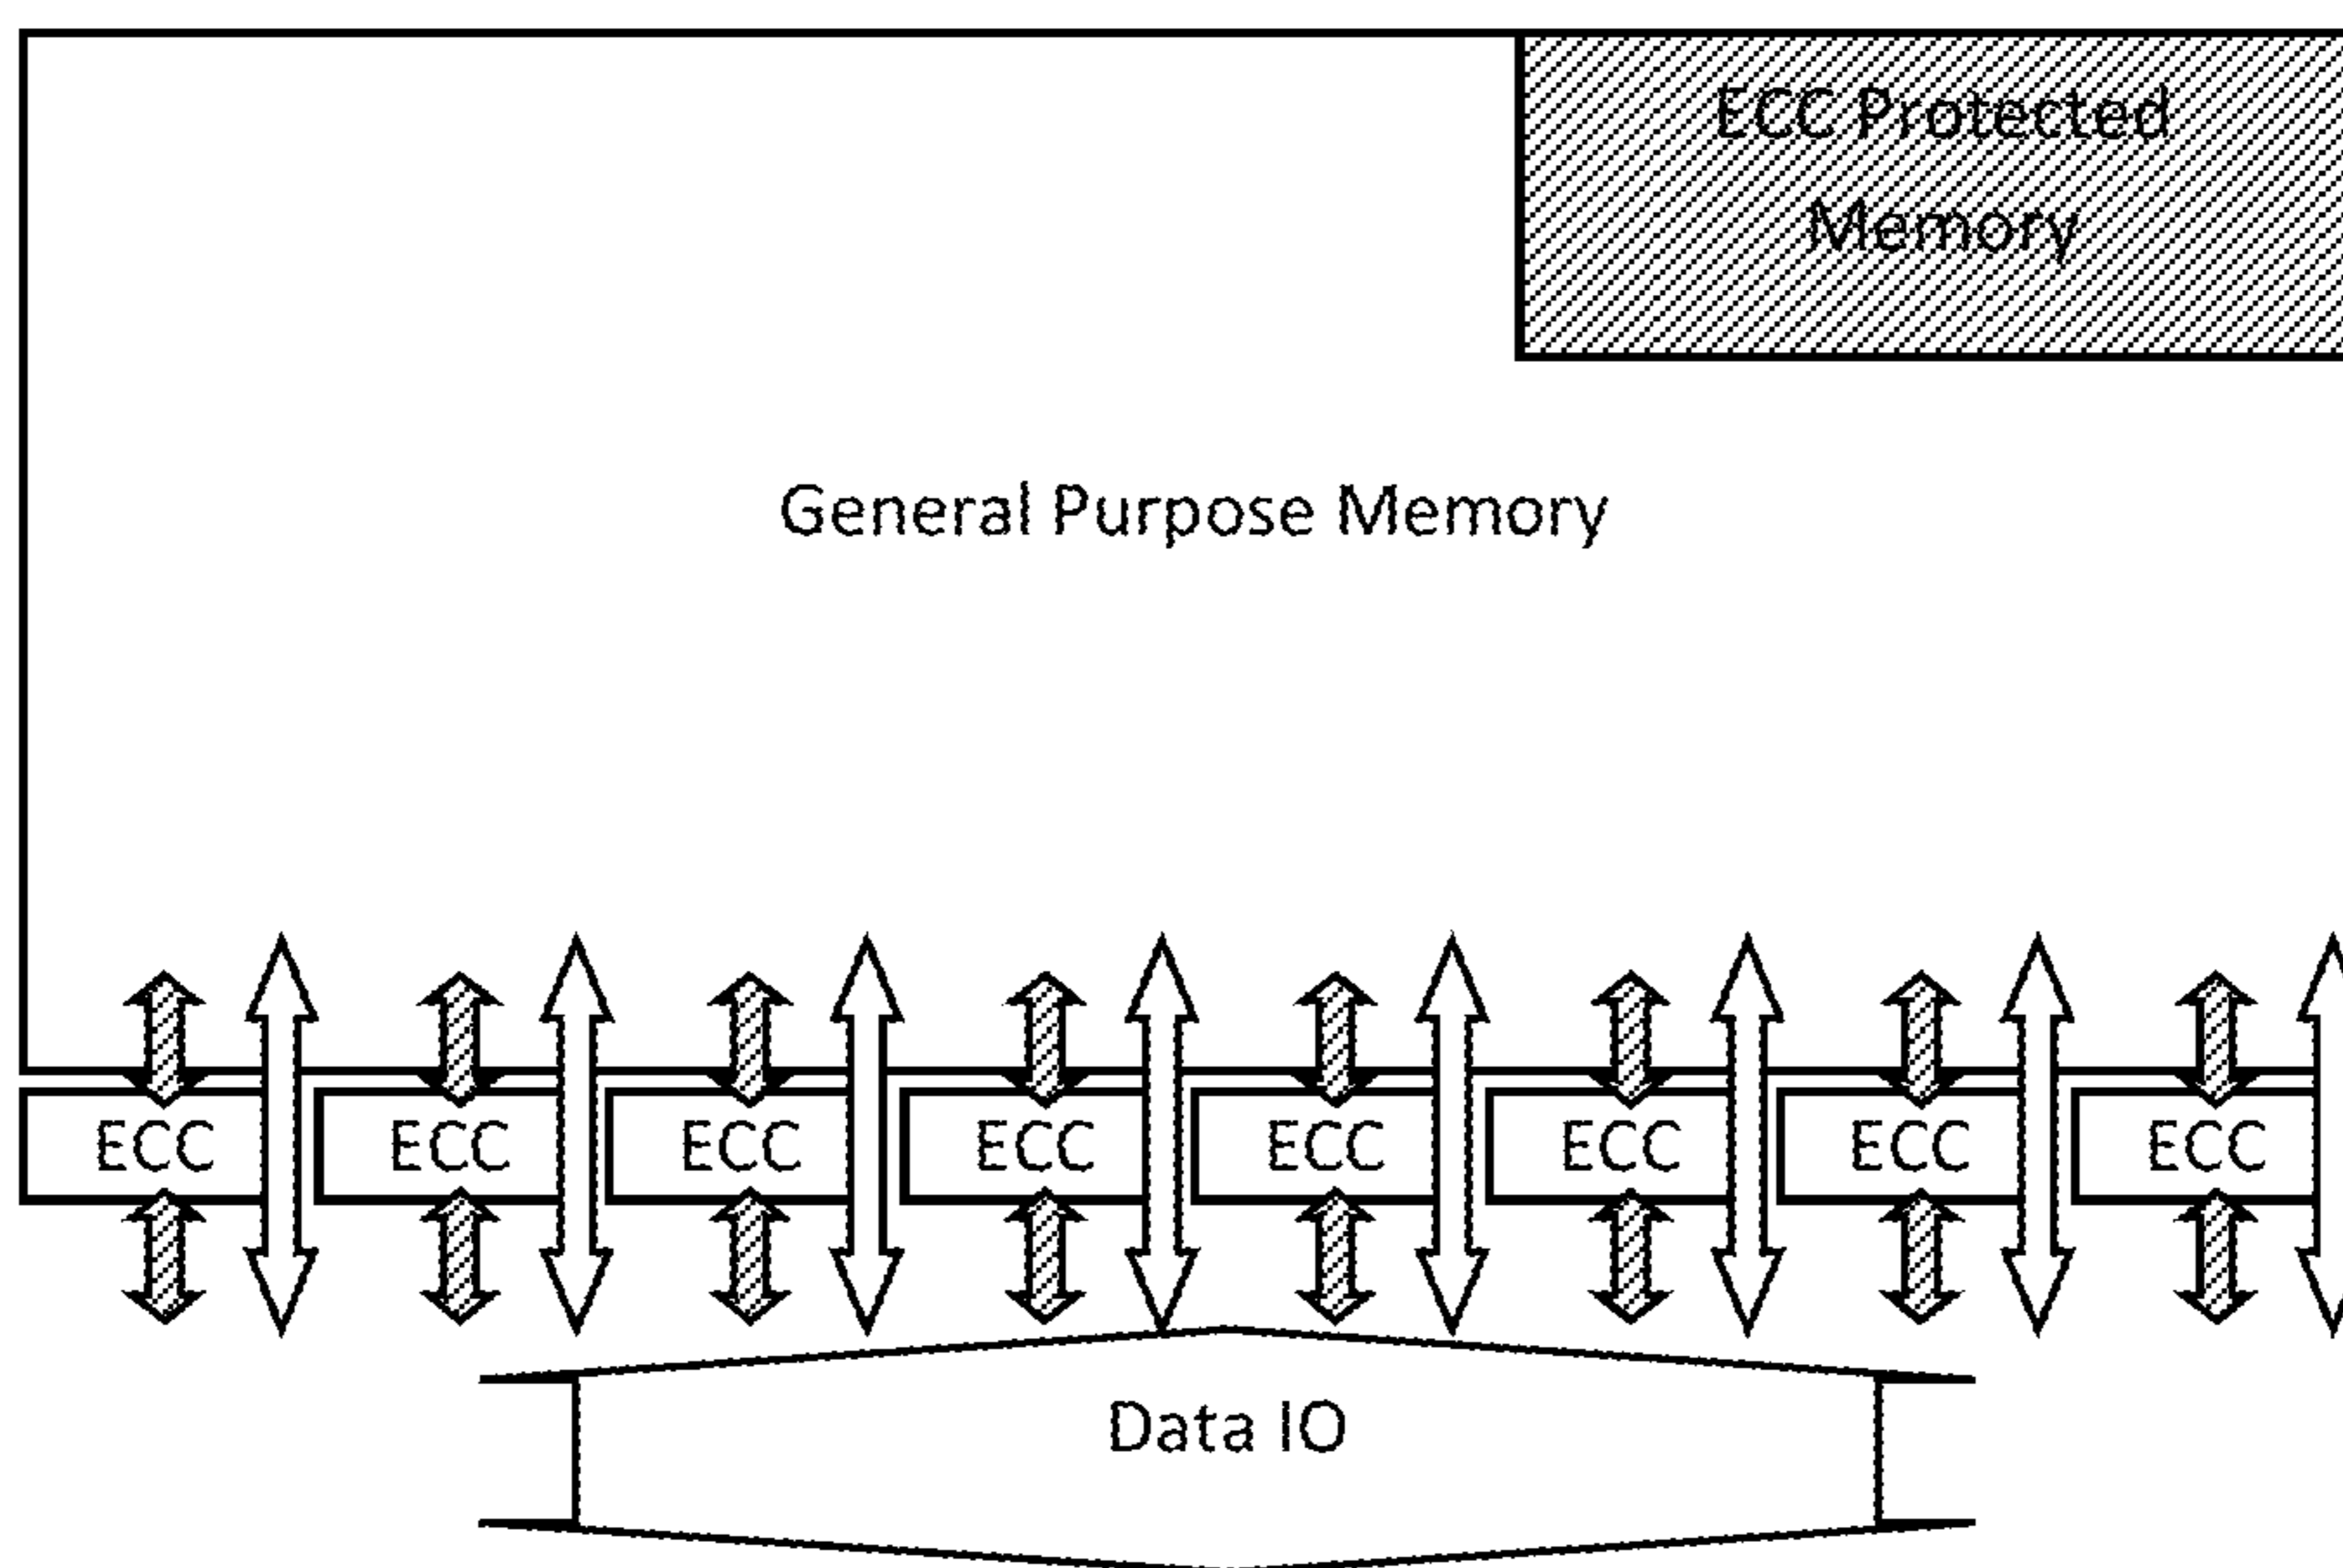 ECC Protected
Memory
General Purpose Memory
ECC ECC ECC ECC ECC ECC ECC ECC
Data IO